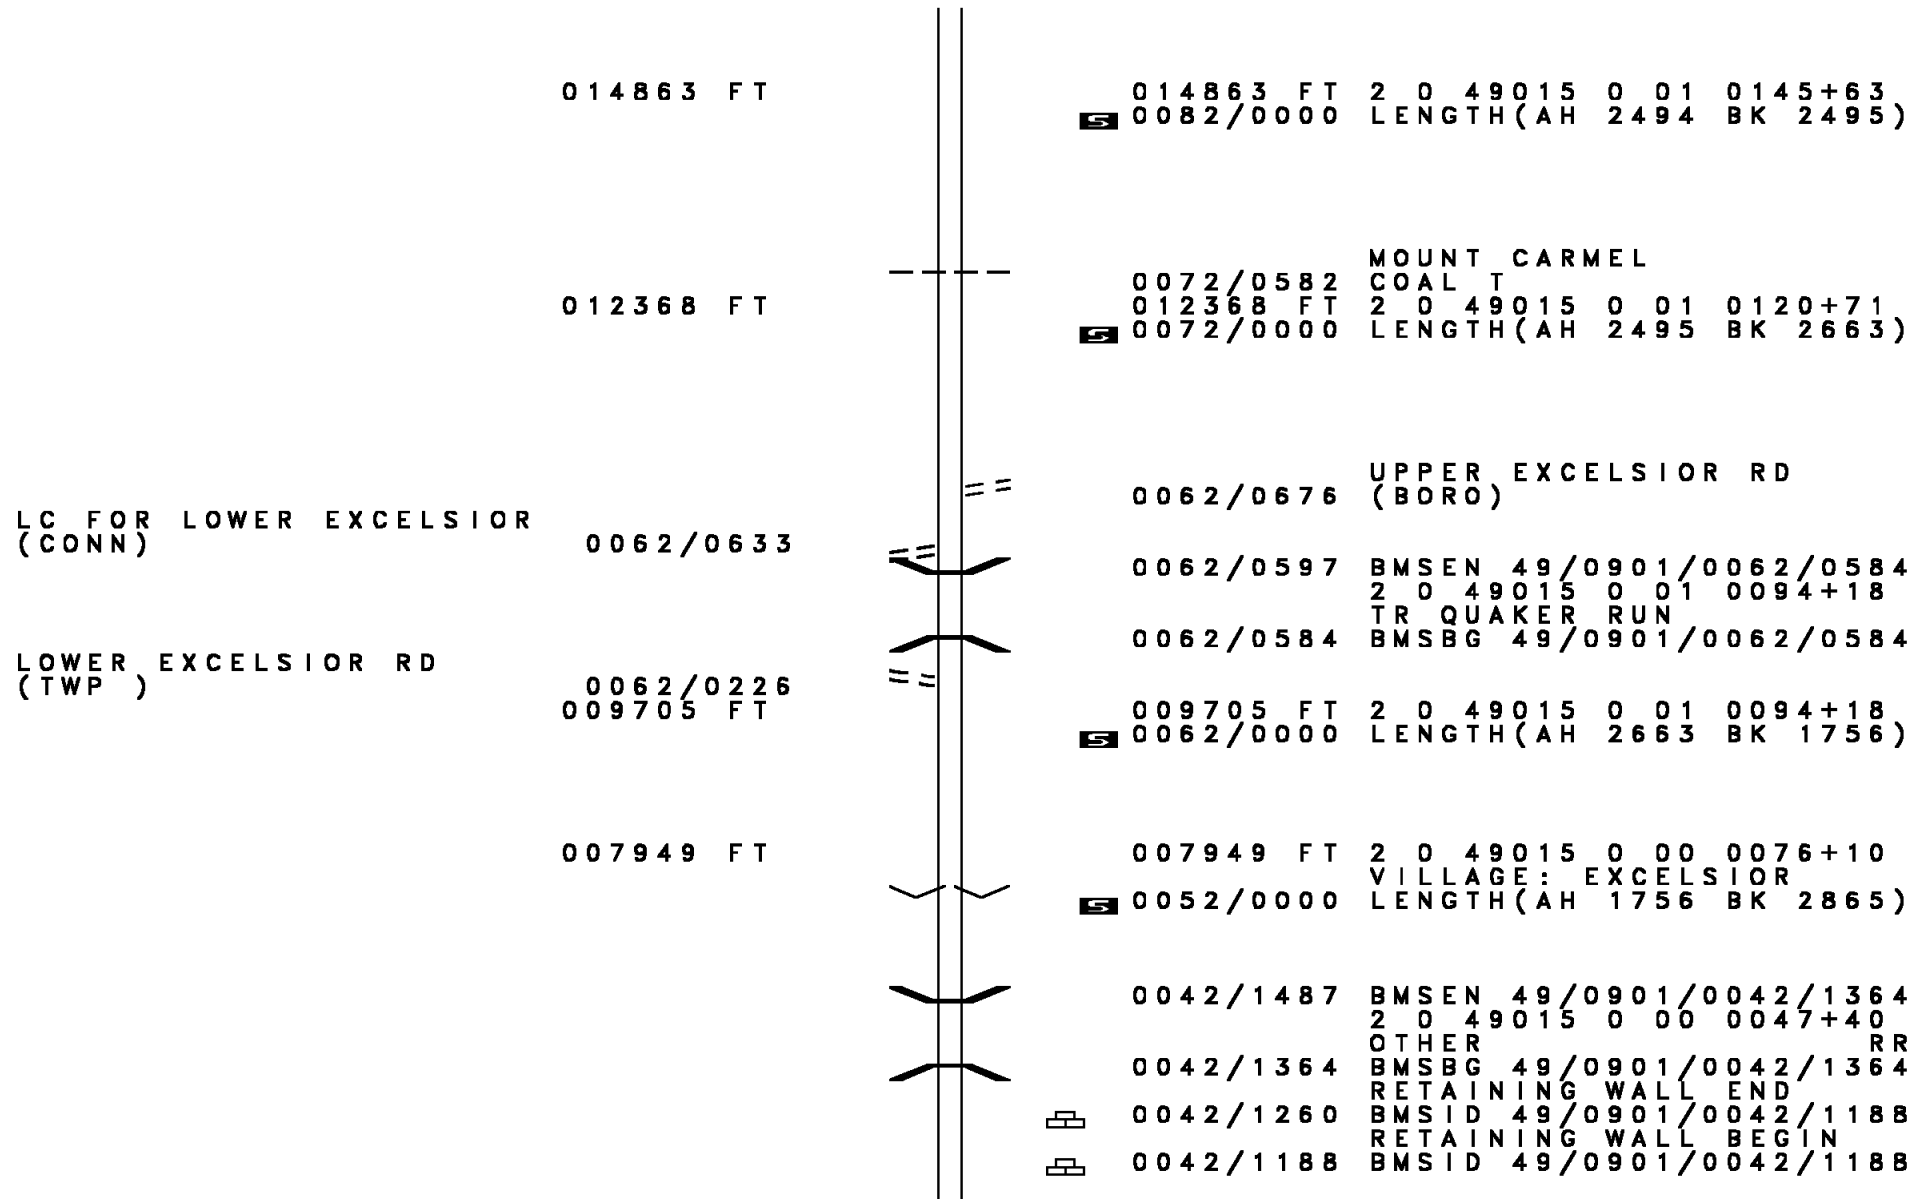 014863 FT 014863 FT 2 0 49015 0 01 0145+63
S 0082/0000 LENGTH(AH 2494 BK 2495)
MOUNT CARMEL
0072/0582 COAL T
012368 FT 012368 FT 2 0 49015 0 01 0120+71
S 0072/0000 LENGTH(AH 2495 BK 2663)
UPPER EXCELSIOR RD
0062/0676 (BORO)
LC FOR LOWER EXCELSIOR
(CONN) 0062/0633
0062/0597 BMSEN 49/0901/0062/0584
2 0 49015 0 01 0094+18
TR QUAKER RUN
0062/0584 BMSBG 49/0901/0062/0584
LOWER EXCELSIOR RD
(TWP ) 0062/0226
009705 FT 009705 FT 2 0 49015 0 01 0094+18
S 0062/0000 LENGTH(AH 2663 BK 1756)
007949 FT 007949 FT 2 0 49015 0 00 0076+10
VILLAGE: EXCELSIOR
S 0052/0000 LENGTH(AH 1756 BK 2865)
0042/1487 BMSEN 49/0901/0042/1364
2 0 49015 0 00 0047+40
OTHER RR
0042/1364 BMSBG 49/0901/0042/1364
RETAINING WALL END
0042/1260 BMSID 49/0901/0042/1188
RETAINING WALL BEGIN
0042/1188 BMSID 49/0901/0042/1188